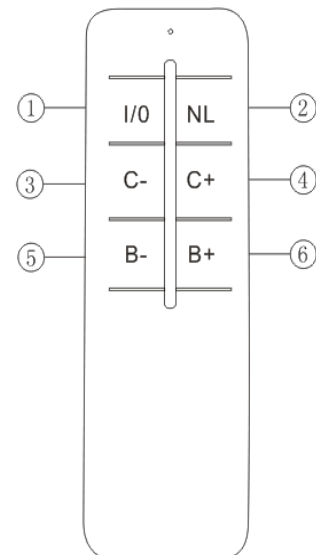 ① I/0 NL ②
③ C- C+ ④
⑤ B- B+ ⑥